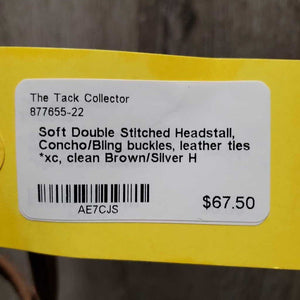 The Tack Collector
877655-22
Soft Double Stitched Headstall,
Concho/Bling buckles, leather ties
*xc, clean Brown/Silver H
AE7CJS
$67.50